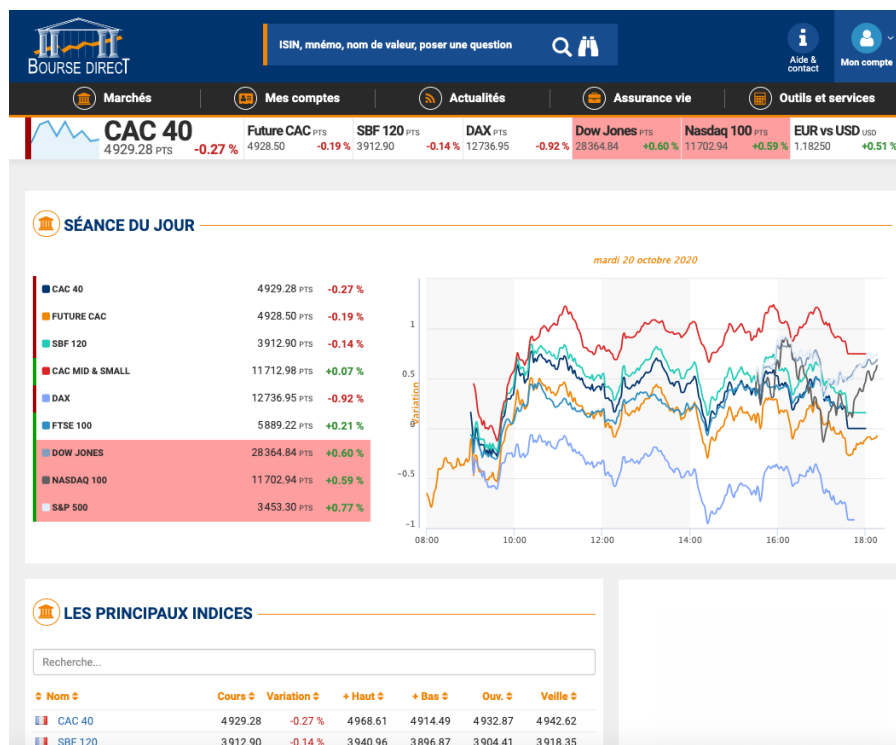 BOURSE DIRECT
ISIN, mnémo, nom de valeur, poser une question
Aide & contact
Mon compte
Marchés Mes comptes Actualités Assurance vie Outils et services
CAC 40
4929.28 PTS -0.27 %
Future CAC PTS
4928.50 -0.19 %
SBF 120 PTS
3912.90 -0.14 %
DAX PTS
12736.95 -0.92 %
Dow Jones PTS
28364.84 +0.60 %
Nasdaq 100 PTS
11702.94 +0.59 %
EUR vs USD USD
1.18250 +0.51 %
SÉANCE DU JOUR
CAC 40 4929.28 PTS -0.27 %
FUTURE CAC 4928.50 PTS -0.19 %
SBF 120 3912.90 PTS -0.14 %
CAC MID & SMALL 11712.98 PTS +0.07 %
DAX 12736.95 PTS -0.92 %
FTSE 100 5889.22 PTS +0.21 %
DOW JONES 28364.84 PTS +0.60 %
NASDAQ 100 11702.94 PTS +0.59 %
S&P 500 3453.30 PTS +0.77 %
mardi 20 octobre 2020
Variation
1
0.5
0
-0.5
-1
08:00 10:00 12:00 14:00 16:00 18:00
LES PRINCIPAUX INDICES
Recherche...
Nom Cours Variation + Haut + Bas Ouv. Veille
CAC 40 4929.28 -0.27 % 4968.61 4914.49 4932.87 4942.62
SBF 120 3912.90 -0.14 % 3940.96 3896.87 3904.41 3918.35